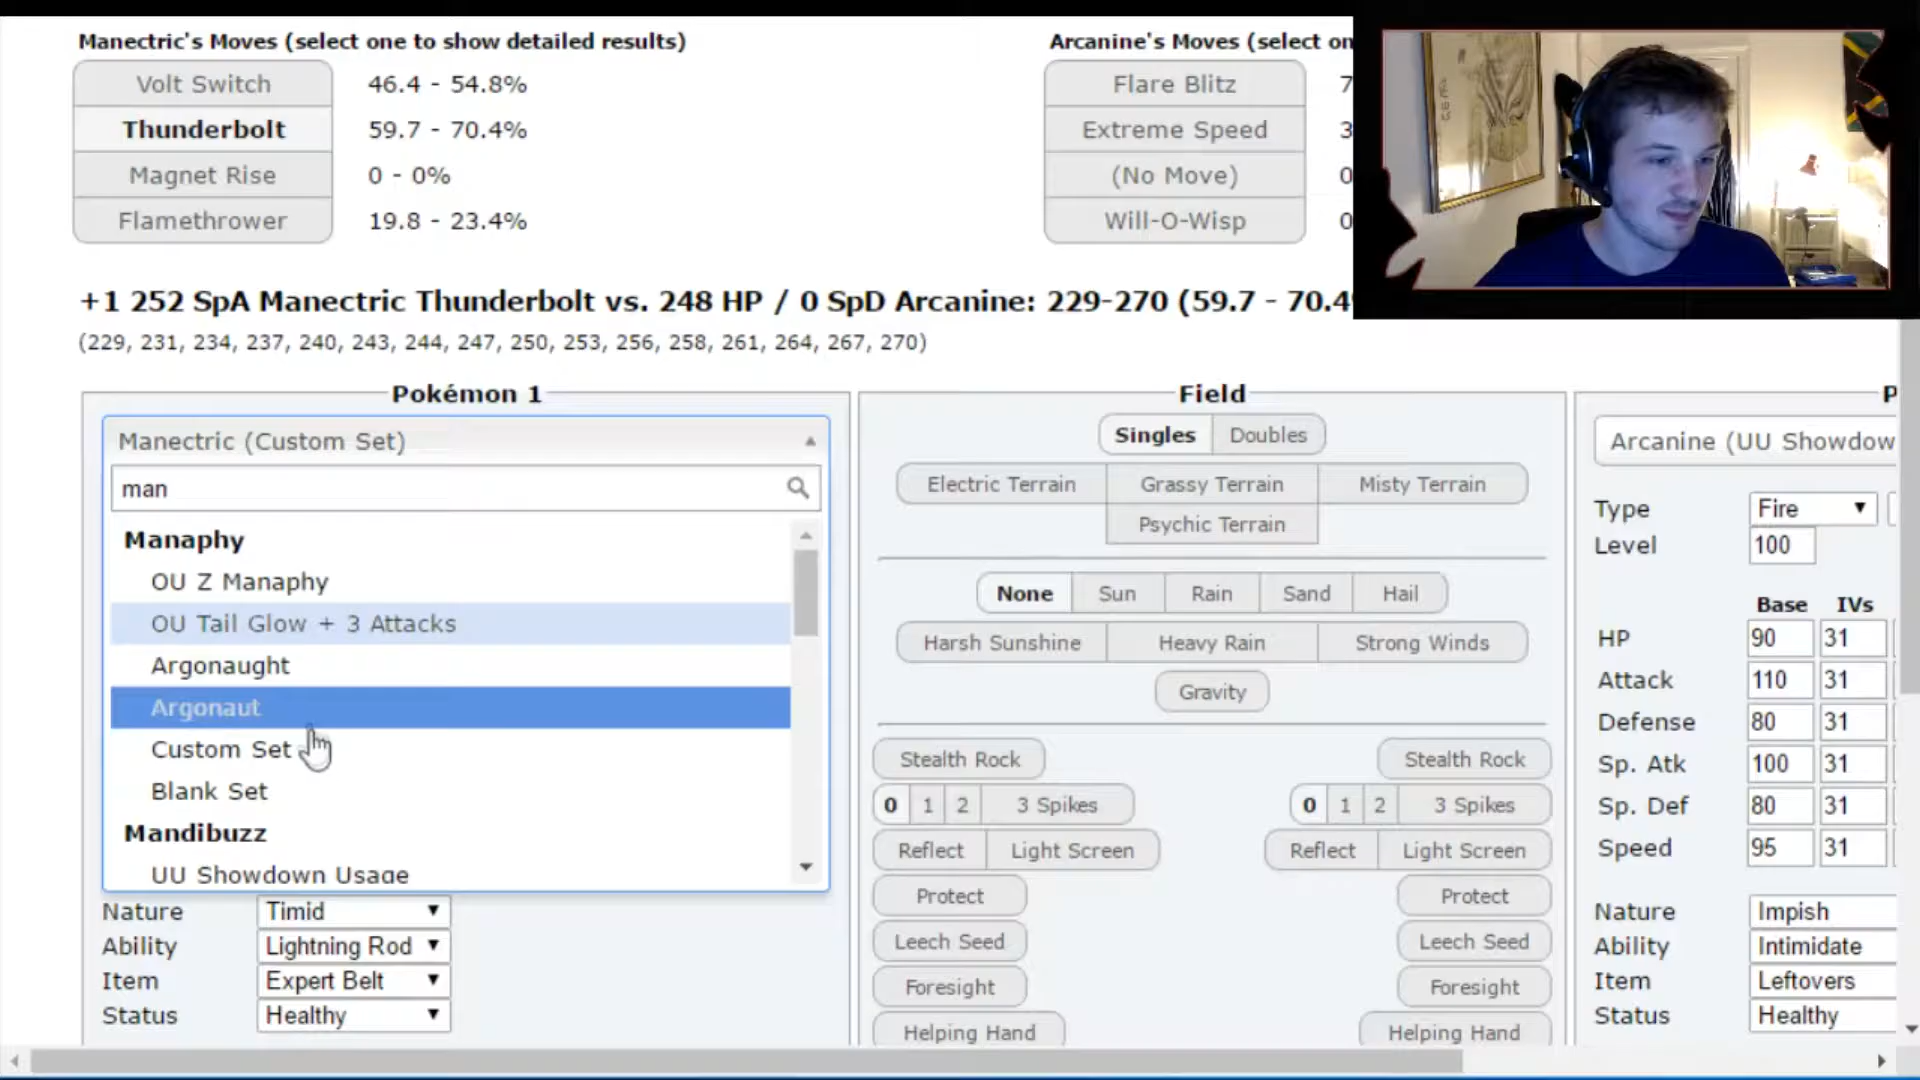 Manectric's Moves (select one to show detailed results)
Volt Switch 46.4 - 54.8%
Thunderbolt 59.7 - 70.4%
Magnet Rise 0 - 0%
Flamethrower 19.8 - 23.4%
Arcanine's Moves (select on
Flare Blitz 7
Extreme Speed 3
(No Move) 0
Will-O-Wisp 0
+1 252 SpA Manectric Thunderbolt vs. 248 HP / 0 SpD Arcanine: 229-270 (59.7 - 70.4
(229, 231, 234, 237, 240, 243, 244, 247, 250, 253, 256, 258, 261, 264, 267, 270)
Pokémon 1
Manectric (Custom Set)
man
Manaphy
OU Z Manaphy
OU Tail Glow + 3 Attacks
Argonaught
Argonaut
Custom Set
Blank Set
Mandibuzz
UU Showdown Usage
Nature Timid
Ability Lightning Rod
Item Expert Belt
Status Healthy
Field
Singles Doubles
Electric Terrain Grassy Terrain Misty Terrain
Psychic Terrain
None Sun Rain Sand Hail
Harsh Sunshine Heavy Rain Strong Winds
Gravity
Stealth Rock Stealth Rock
0 1 2 3 Spikes 0 1 2 3 Spikes
Reflect Light Screen Reflect Light Screen
Protect Protect
Leech Seed Leech Seed
Foresight Foresight
Helping Hand Helping Hand
P
Arcanine (UU Showdow
Type Fire
Level 100
Base IVs
HP 90 31
Attack 110 31
Defense 80 31
Sp. Atk 100 31
Sp. Def 80 31
Speed 95 31
Nature Impish
Ability Intimidate
Item Leftovers
Status Healthy